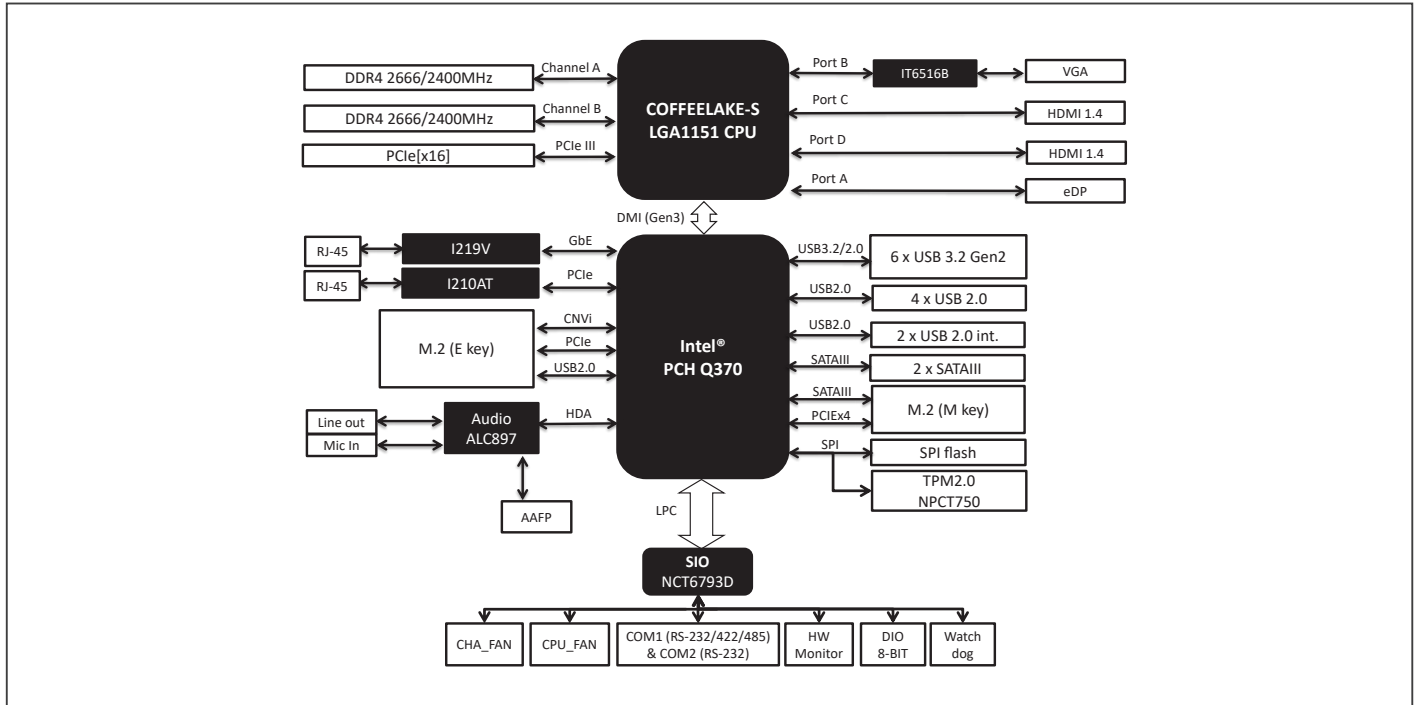 DDR4 2666/2400MHz
Channel A
DDR4 2666/2400MHz
Channel B
PCIe[x16]
PCIe III
COFFEELAKE-S
LGA1151 CPU
Port B
IT6516B
VGA
Port C
HDMI 1.4
Port D
HDMI 1.4
Port A
eDP
DMI (Gen3)
RJ-45
I219V
GbE
RJ-45
I210AT
PCIe
M.2 (E key)
CNVi
PCIe
USB2.0
Line out
Mic In
Audio
ALC897
HDA
AAFP
Intel®
PCH Q370
USB3.2/2.0
6 x USB 3.2 Gen2
USB2.0
4 x USB 2.0
USB2.0
2 x USB 2.0 int.
SATAIII
2 x SATAIII
SATAIII
PCIEx4
M.2 (M key)
SPI
SPI flash
TPM2.0
NPCT750
LPC
SIO
NCT6793D
CHA_FAN
CPU_FAN
COM1 (RS-232/422/485)
& COM2 (RS-232)
HW
Monitor
DIO
8-BIT
Watch
dog